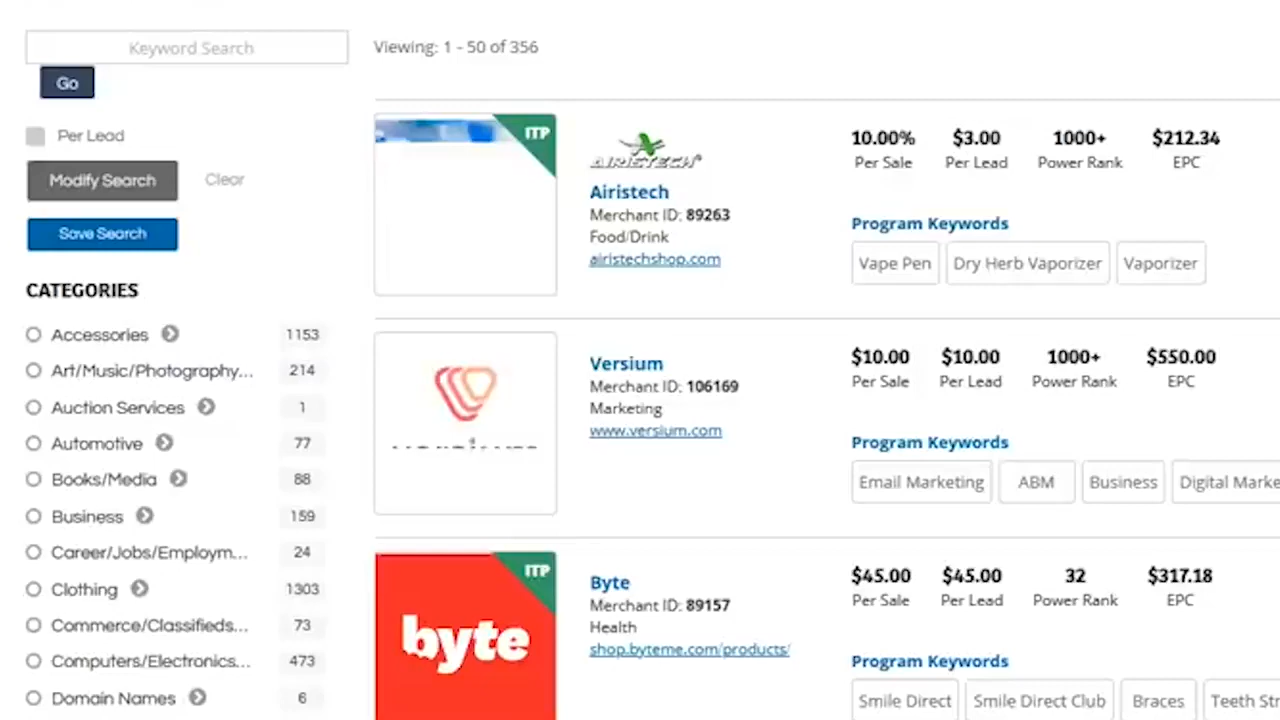 Keyword Search
Go
Per Lead
Modify Search
Clear
Save Search
CATEGORIES
Accessories 1153
Art/Music/Photography... 214
Auction Services 1
Automotive 77
Books/Media 88
Business 159
Career/Jobs/Employm... 24
Clothing 1303
Commerce/Classifieds... 73
Computers/Electronics... 473
Domain Names 6
Viewing: 1 - 50 of 356
ITP
AIRISTECH
Airistech
Merchant ID: 89263
Food/Drink
airistechshop.com
10.00% $3.00 1000+ $212.34
Per Sale Per Lead Power Rank EPC
Program Keywords
Vape Pen Dry Herb Vaporizer Vaporizer
Versium
Merchant ID: 106169
Marketing
www.versium.com
$10.00 $10.00 1000+ $550.00
Per Sale Per Lead Power Rank EPC
Program Keywords
Email Marketing ABM Business Digital Marke
ITP
byte
Byte
Merchant ID: 89157
Health
shop.byteme.com/products/
$45.00 $45.00 32 $317.18
Per Sale Per Lead Power Rank EPC
Program Keywords
Smile Direct Smile Direct Club Braces Teeth Str